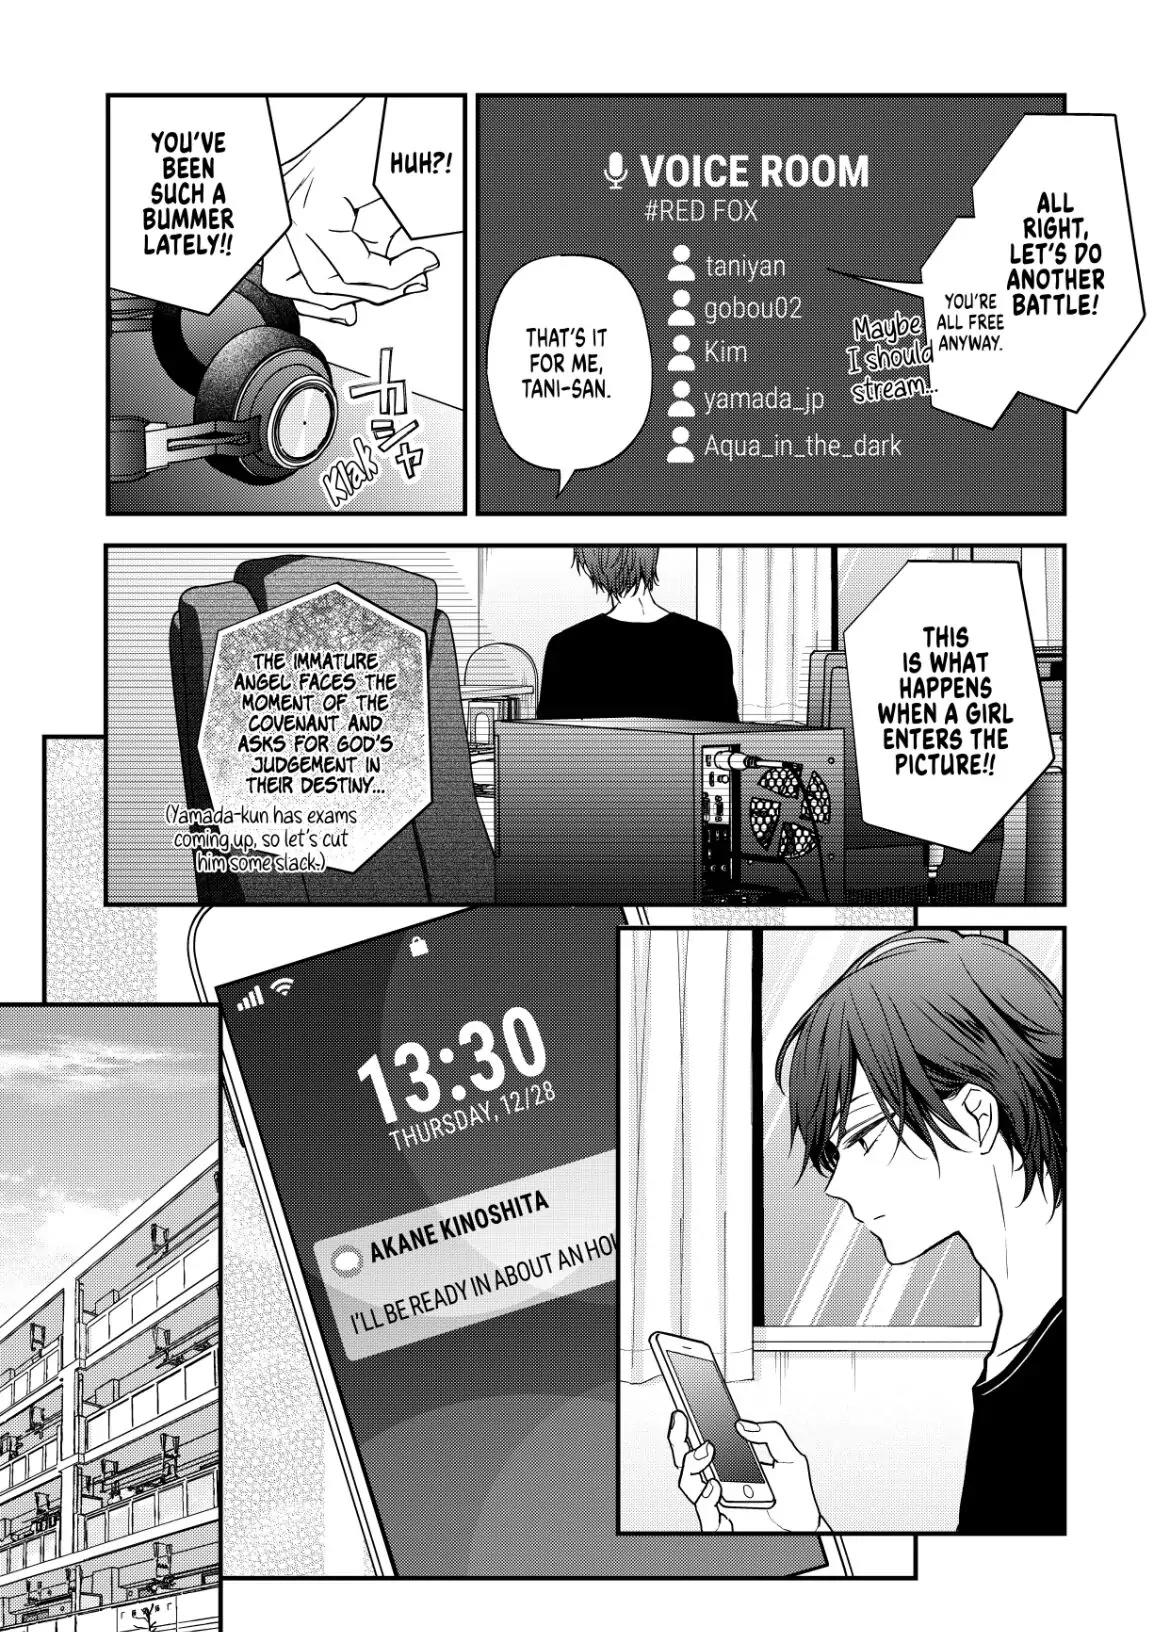 ALL
RIGHT,
LET'S DO
ANOTHER
BATTLE!
YOU'RE
ALL FREE
ANYWAY.
Maybe
I should
stream...
VOICE ROOM
#RED FOX
taniyan
gobou02
Kim
yamada_jp
Aqua_in_the_dark
THAT'S IT
FOR ME,
TANI-SAN.
HUH?!
YOU'VE
BEEN
SUCH A
BUMMER
LATELY!!
カシャ
Klak
THIS
IS WHAT
HAPPENS
WHEN A GIRL
ENTERS THE
PICTURE!!
THE IMMATURE
ANGEL FACES THE
MOMENT OF THE
COVENANT AND
ASKS FOR GOD'S
JUDGEMENT IN
THEIR DESTINY...
(Yamada-kun has exams
coming up, so let's cut
him some slack.)
13:30
THURSDAY, 12/28
AKANE KINOSHITA
I'LL BE READY IN ABOUT AN HOU